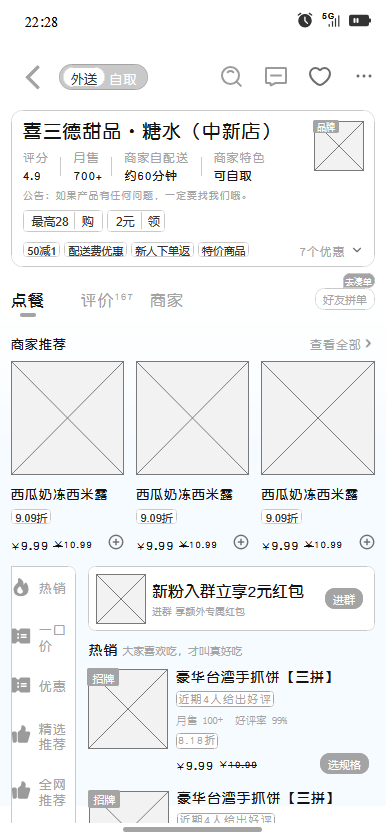 22:28
5G
外送 自取
喜三德甜品·糖水（中新店）
品牌
评分 月售 商家自配送 商家特色
4.9 700+ 约60分钟 可自取
公告：如果产品有任何问题，一定要找我们哦。
最高28 购 2元 领
50减1 配送费优惠 新人下单返 特价商品 7个优惠
去凑单
点餐 评价167 商家 好友拼单
商家推荐 查看全部
西瓜奶冻西米露 西瓜奶冻西米露 西瓜奶冻西米露
9.09折 9.09折 9.09折
¥9.99 ¥10.99 ¥9.99 ¥10.99 ¥9.99 ¥10.99
热销
一口价
优惠
精选推荐
全网推荐
新粉入群立享2元红包
进群 享额外专属红包
进群
热销 大家喜欢吃，才叫真好吃
招牌
豪华台湾手抓饼【三拼】
近期4人给出好评
月售 100+ 好评率 99%
8.18折
¥9.99 ¥10.99 选规格
招牌
豪华台湾手抓饼【三拼】
近期4人给出好评